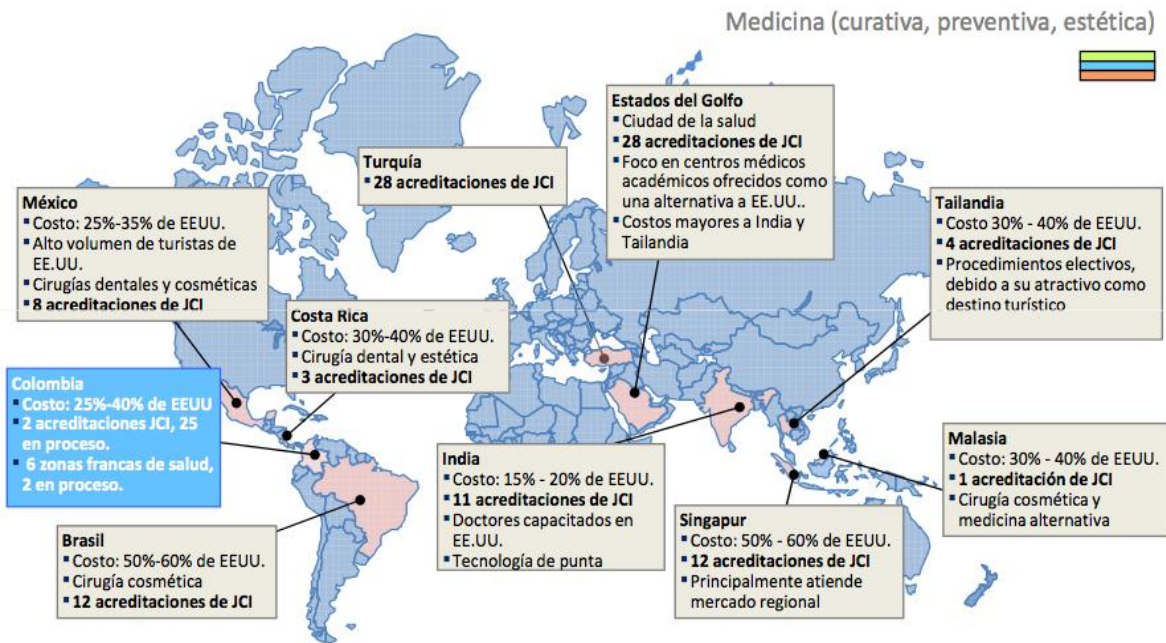 Medicina (curativa, preventiva, estética)
Estados del Golfo
▪ Ciudad de la salud
▪ 28 acreditaciones de JCI
▪ Foco en centros médicos
académicos ofrecidos como
una alternativa a EE.UU..
▪ Costos mayores a India y
Tailandia
Turquía
▪ 28 acreditaciones de JCI
México
▪ Costo: 25%-35% de EEUU.
▪ Alto volumen de turistas de
EE.UU.
▪ Cirugías dentales y cosméticas
▪ 8 acreditaciones de JCI
Tailandia
▪ Costo 30% - 40% de EEUU.
▪ 4 acreditaciones de JCI
▪ Procedimientos electivos,
debido a su atractivo como
destino turístico
Costa Rica
▪ Costo: 30%-40% de EEUU.
▪ Cirugía dental y estética
▪ 3 acreditaciones de JCI
Colombia
▪ Costo: 25%-40% de EEUU
▪ 2 acreditaciones JCI, 25
en proceso.
▪ 6 zonas francas de salud,
2 en proceso.
India
▪ Costo: 15% - 20% de EEUU.
▪ 11 acreditaciones de JCI
▪ Doctores capacitados en
EE.UU.
▪ Tecnología de punta
Malasia
▪ Costo: 30% - 40% de EEUU.
▪ 1 acreditación de JCI
▪ Cirugía cosmética y
medicina alternativa
Singapur
▪ Costo: 50% - 60% de EEUU.
▪ 12 acreditaciones de JCI
▪ Principalmente atiende
mercado regional
Brasil
▪ Costo: 50%-60% de EEUU.
▪ Cirugía cosmética
▪ 12 acreditaciones de JCI